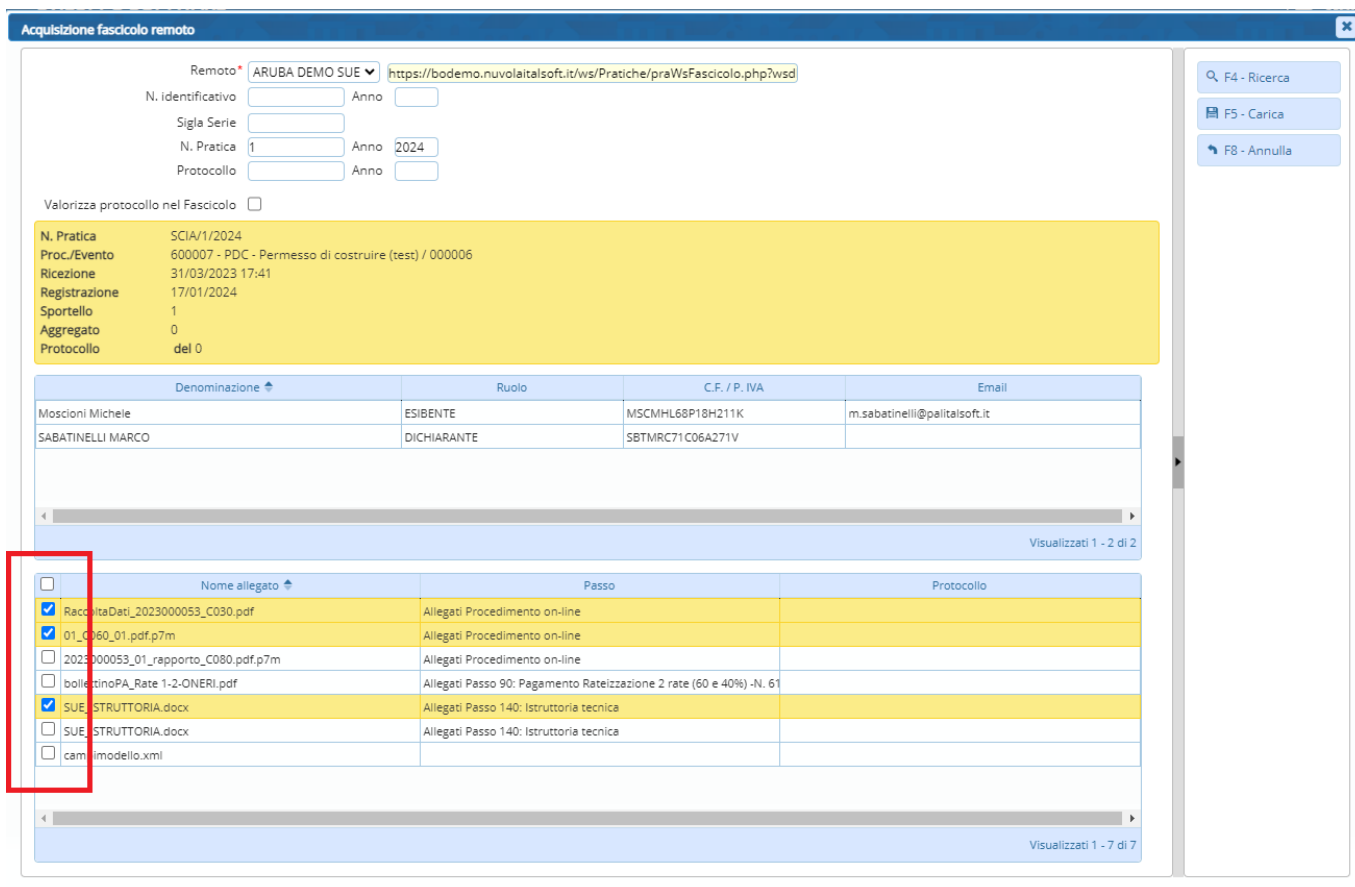 Acquisizione fascicolo remoto
Remoto* ARUBA DEMO SUE https://bodemo.nuvolaitalsoft.it/ws/Pratiche/praWsFascicolo.php?wsd
N. identificativo Anno
Sigla Serie
N. Pratica 1 Anno 2024
Protocollo Anno
Valorizza protocollo nel Fascicolo
F4 - Ricerca
F5 - Carica
F8 - Annulla
N. Pratica SCIA/1/2024
Proc./Evento 600007 - PDC - Permesso di costruire (test) / 000006
Ricezione 31/03/2023 17:41
Registrazione 17/01/2024
Sportello 1
Aggregato 0
Protocollo del 0
Denominazione Ruolo C.F. / P. IVA Email
Moscioni Michele ESIBENTE MSCMHL68P18H211K m.sabatinelli@palitalsoft.it
SABATINELLI MARCO DICHIARANTE SBTMRC71C06A271V
Visualizzati 1 - 2 di 2
Nome allegato Passo Protocollo
RaccoltaDati_2023000053_C030.pdf Allegati Procedimento on-line
01_C060_01.pdf.p7m Allegati Procedimento on-line
2023000053_01_rapporto_C080.pdf.p7m Allegati Procedimento on-line
bollettinoPA_Rate 1-2-ONERI.pdf Allegati Passo 90: Pagamento Rateizzazione 2 rate (60 e 40%) -N. 61
SUE_ISTRUTTORIA.docx Allegati Passo 140: Istruttoria tecnica
SUE_ISTRUTTORIA.docx Allegati Passo 140: Istruttoria tecnica
campimodello.xml
Visualizzati 1 - 7 di 7